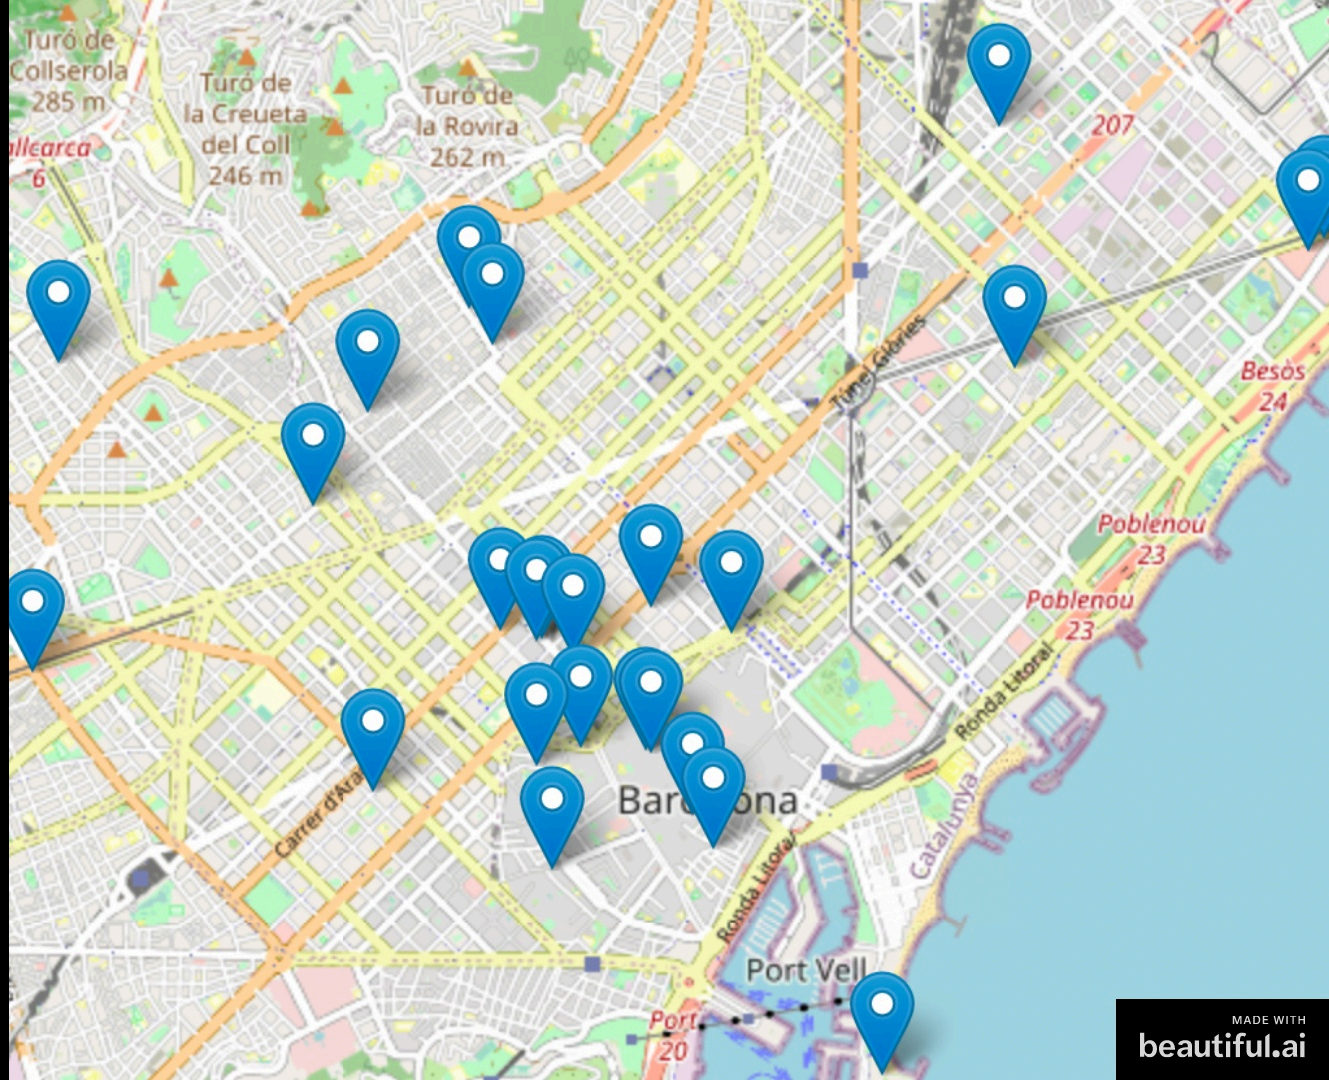 Turó de
Collserola
285 m
Turó de
la Creueta
del Coll
246 m
Turó de
la Rovira
262 m
allcarca
6
207
Túnel Glòries
Besòs
24
Poblenou
23
Poblenou
23
Ronda Litoral
Catalunya
Carrer d'Ara
Barcelona
Ronda Litoral
Port Vell
Port
20
MADE WITH
beautiful.ai